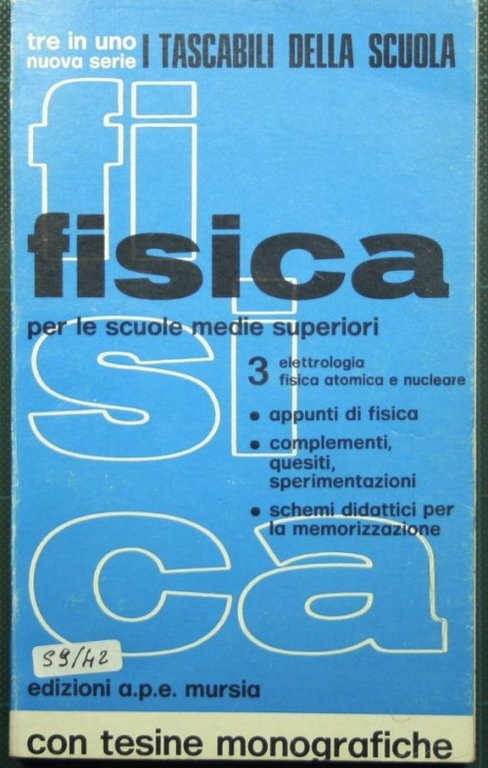 tre in uno
nuova serie
I TASCABILI DELLA SCUOLA
fi
si
ca
fisica
per le scuole medie superiori
3 elettrologia
fisica atomica e nucleare
• appunti di fisica
• complementi,
quesiti,
sperimentazioni
• schemi didattici per
la memorizzazione
59/42
edizioni a.p.e. mursia
con tesine monografiche